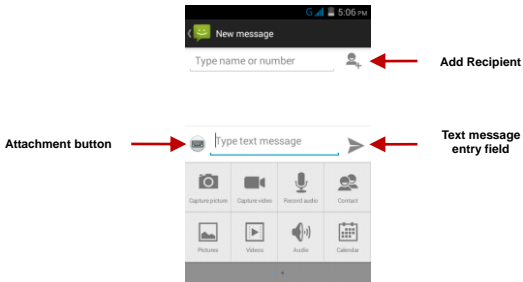 G 5:06 PM
New message
Type name or number
Add Recipient
Attachment button
Type text message
Text message
entry field
Capture picture Capture video Record audio Contact
Pictures Videos Audio Calendar